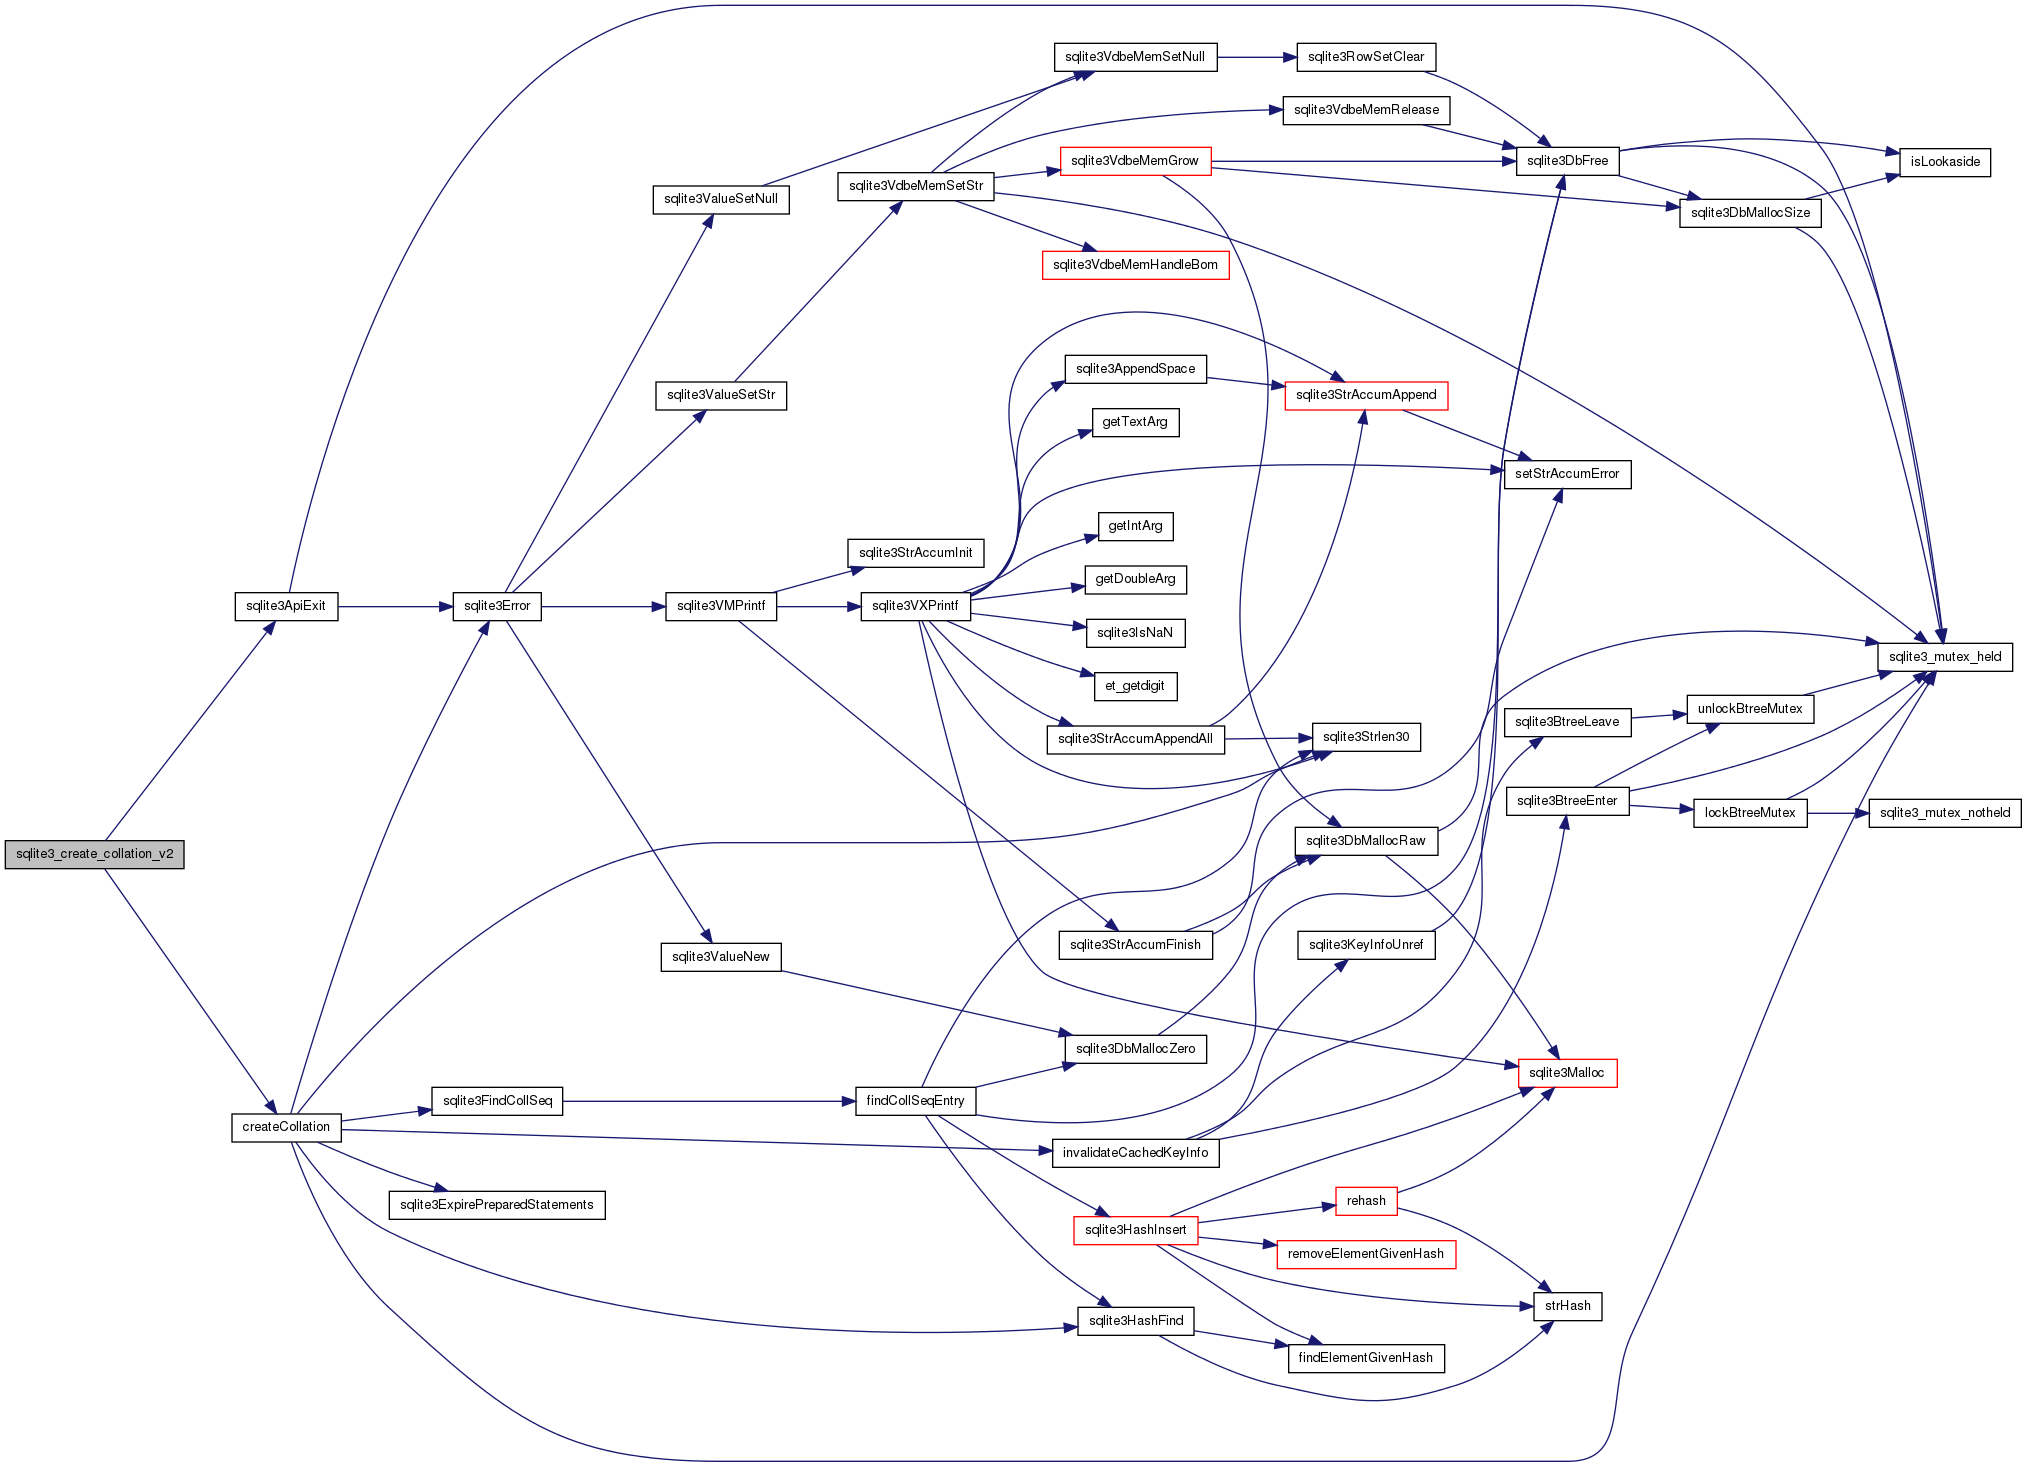 sqlite3_create_collation_v2
sqlite3ApiExit
createCollation
sqlite3Error
sqlite3FindCollSeq
sqlite3ExpirePreparedStatements
sqlite3ValueSetNull
sqlite3ValueSetStr
sqlite3VMPrintf
sqlite3ValueNew
sqlite3VdbeMemSetStr
sqlite3StrAccumInit
sqlite3VXPrintf
findCollSeqEntry
sqlite3VdbeMemSetNull
sqlite3VdbeMemGrow
sqlite3VdbeMemHandleBom
sqlite3AppendSpace
getTextArg
getIntArg
getDoubleArg
sqlite3IsNaN
et_getdigit
sqlite3StrAccumAppendAll
sqlite3StrAccumFinish
sqlite3DbMallocZero
invalidateCachedKeyInfo
sqlite3HashInsert
sqlite3HashFind
sqlite3RowSetClear
sqlite3VdbeMemRelease
sqlite3StrAccumAppend
sqlite3Strlen30
sqlite3DbMallocRaw
sqlite3KeyInfoUnref
rehash
removeElementGivenHash
findElementGivenHash
sqlite3DbFree
setStrAccumError
sqlite3BtreeLeave
sqlite3BtreeEnter
sqlite3Malloc
strHash
sqlite3DbMallocSize
unlockBtreeMutex
lockBtreeMutex
isLookaside
sqlite3_mutex_held
sqlite3_mutex_notheld